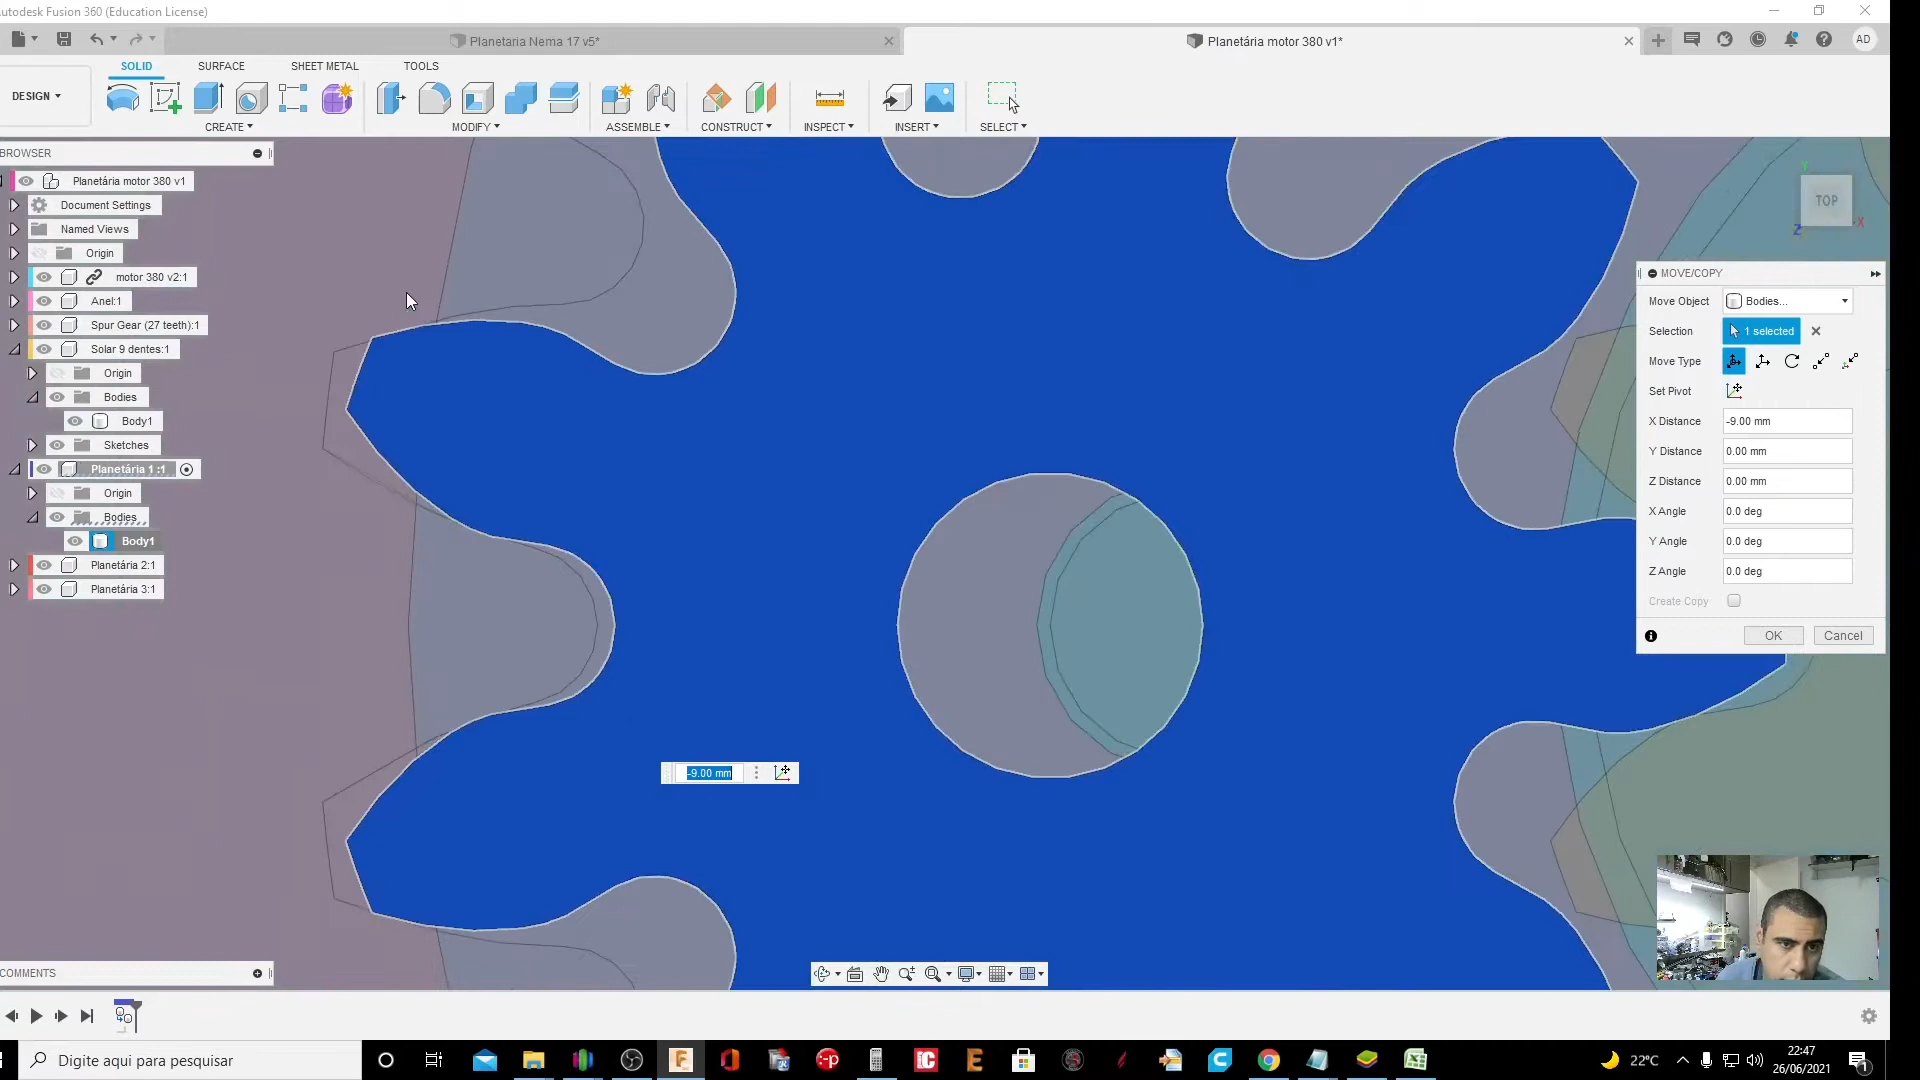 utodesk Fusion 360 (Education License)
Planetaria Nema 17 v5*
Planetária motor 380 v1*
AD
SOLID
SURFACE
SHEET METAL
TOOLS
DESIGN
CREATE
MODIFY
ASSEMBLE
CONSTRUCT
INSPECT
INSERT
SELECT
BROWSER
Planetária motor 380 v1
Document Settings
Named Views
Origin
motor 380 v2:1
Anel:1
Spur Gear (27 teeth):1
Solar 9 dentes:1
Origin
Bodies
Body1
Sketches
Planetária 1 :1
Origin
Bodies
Body1
Planetária 2:1
Planetária 3:1
Y
TOP
X
Z
MOVE/COPY
Move Object
Bodies...
Selection
1 selected
Move Type
Set Pivot
X Distance
-9.00 mm
Y Distance
0.00 mm
Z Distance
0.00 mm
X Angle
0.0 deg
Y Angle
0.0 deg
Z Angle
0.0 deg
Create Copy
OK
Cancel
-9.00 mm
COMMENTS
Digite aqui para pesquisar
22°C
22:47
26/06/2021
1